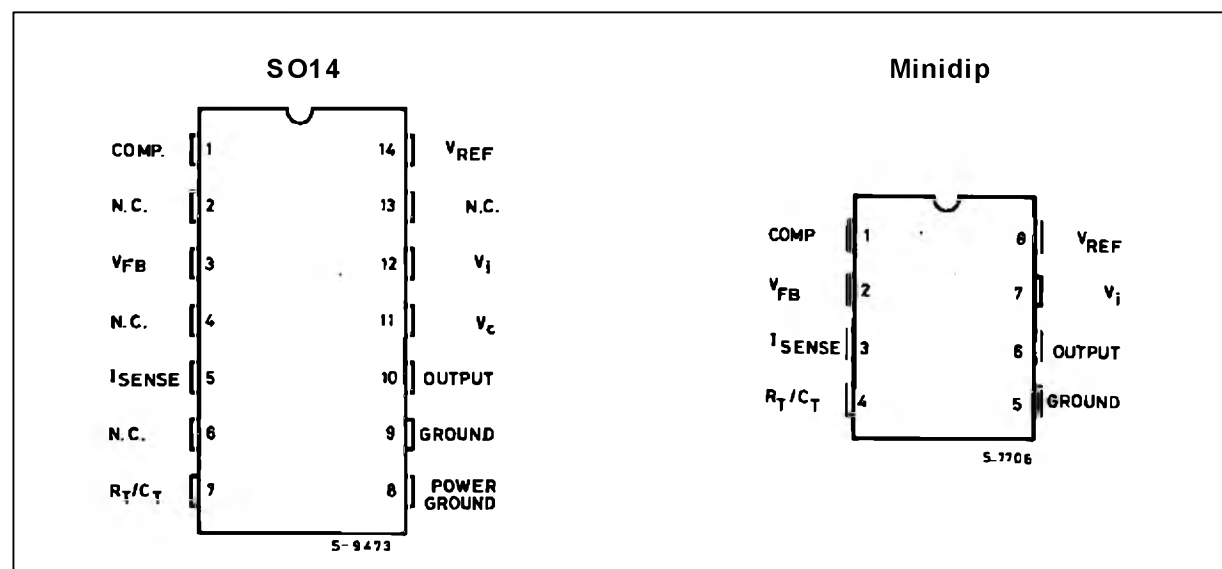 SO14
COMP. 1 14 VREF
N.C. 2 13 N.C.
VFB 3 12 Vi
N.C. 4 11 Vc
ISENSE 5 10 OUTPUT
N.C. 6 9 GROUND
RT/CT 7 8 POWER GROUND
S-9473
Minidip
COMP 1 8 VREF
VFB 2 7 Vi
ISENSE 3 6 OUTPUT
RT/CT 4 5 GROUND
S-7706